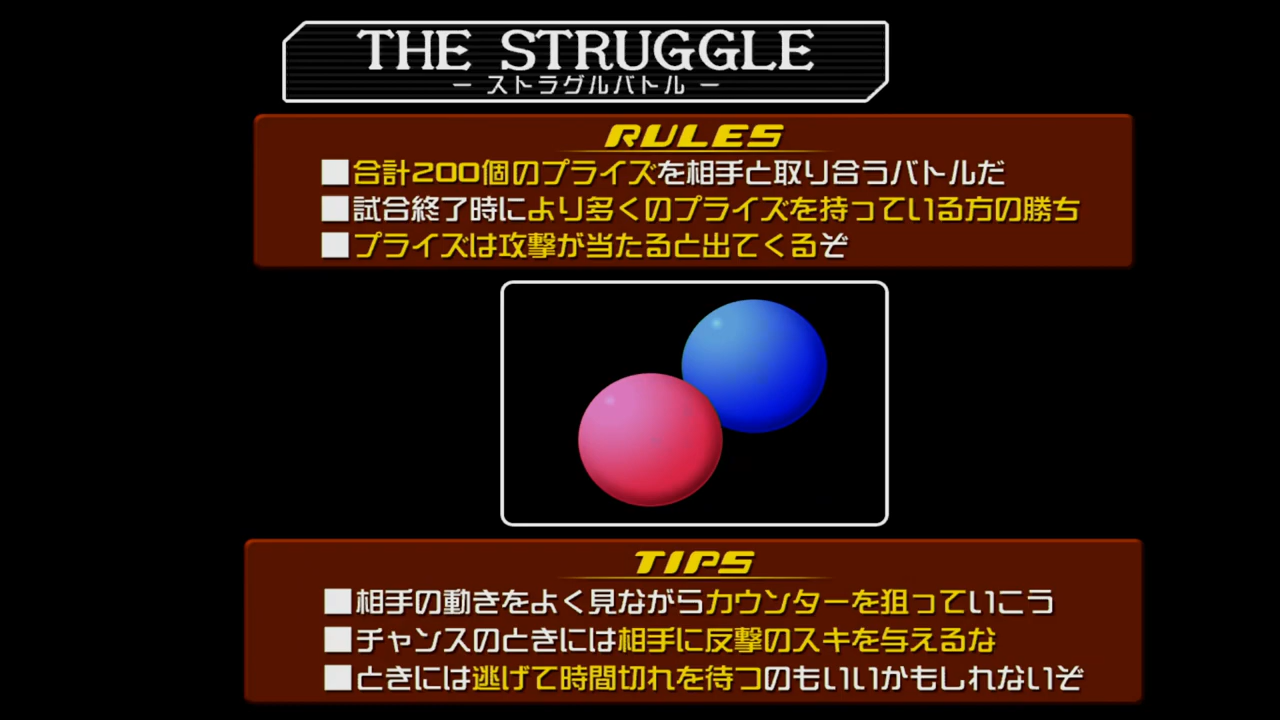 THE STRUGGLE
– ストラグルバトル –
RULES
■合計200個のプライズを相手と取り合うバトルだ
■試合終了時により多くのプライズを持っている方の勝ち
■プライズは攻撃が当たると出てくるぞ
TIPS
■相手の動きをよく見ながらカウンターを狙っていこう
■チャンスのときには相手に反撃のスキを与えるな
■ときには逃げて時間切れを待つのもいいかもしれないぞ